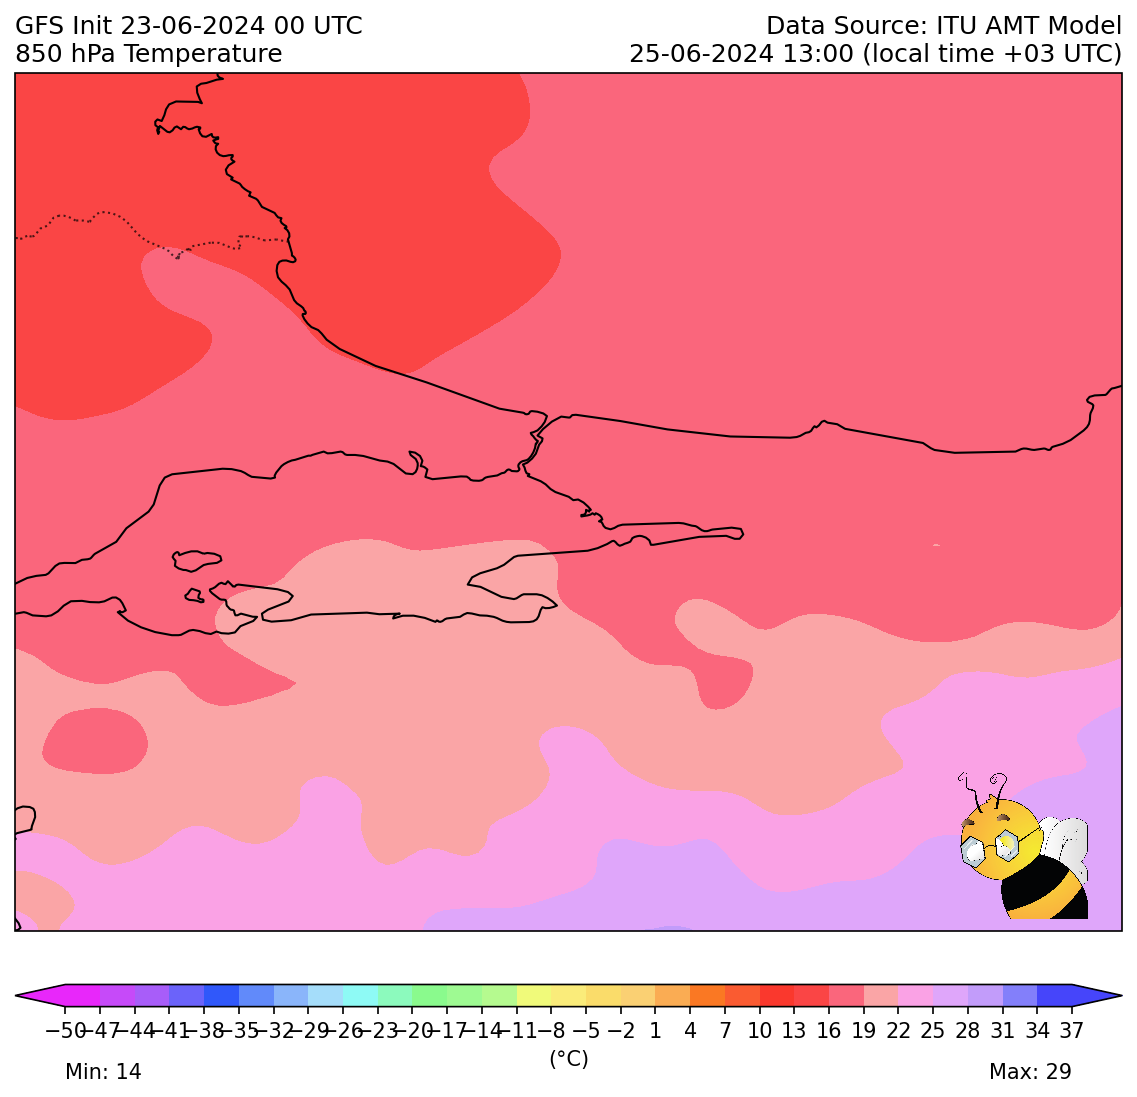 GFS Init 23-06-2024 00 UTC
Data Source: ITU AMT Model
850 hPa Temperature
25-06-2024 13:00 (local time +03 UTC)
−50 −47 −44 −41 −38 −35 −32 −29 −26 −23 −20 −17 −14 −11 −8 −5 −2 1 4 7 10 13 16 19 22 25 28 31 34 37
(°C)
Min: 14
Max: 29